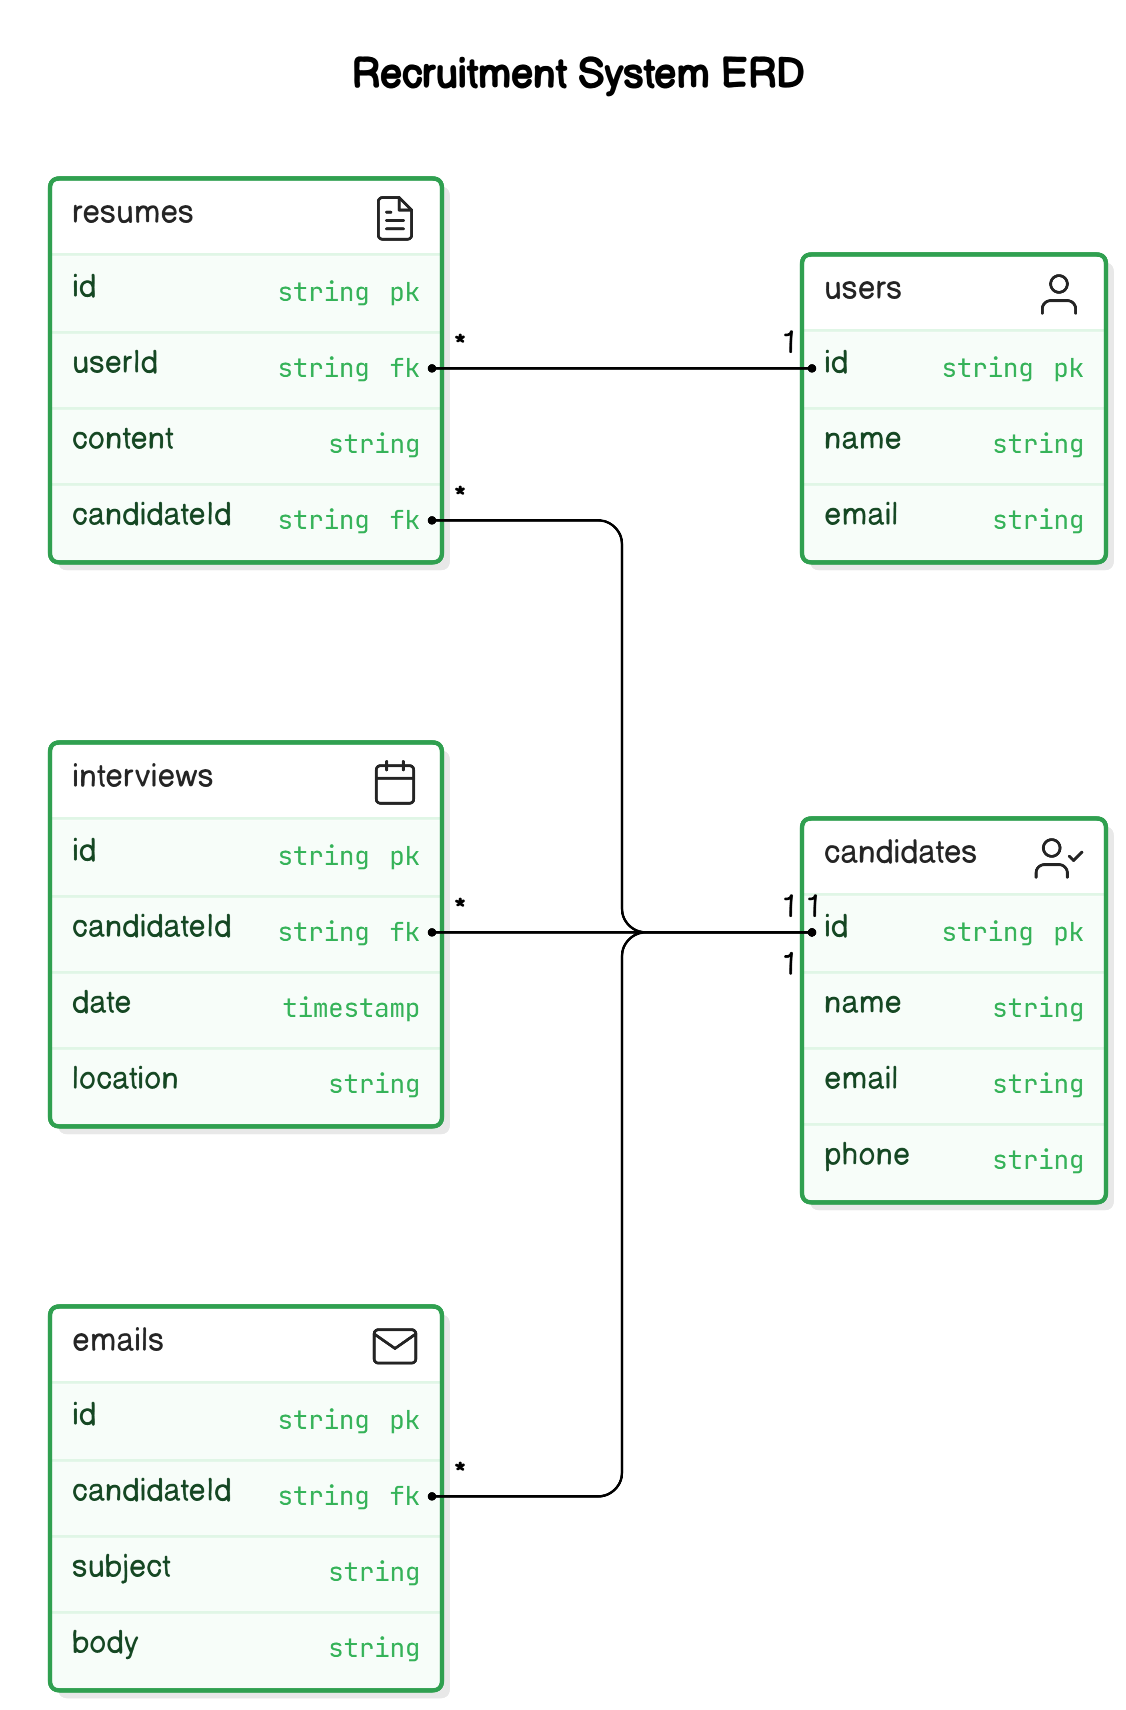 Recruitment System ERD
resumes
id string pk
userId string fk
content string
candidateId string fk
*
*
users
id string pk
name string
email string
1
interviews
id string pk
candidateId string fk
date timestamp
location string
*
candidates
id string pk
name string
email string
phone string
1 1
1
emails
id string pk
candidateId string fk
subject string
body string
*